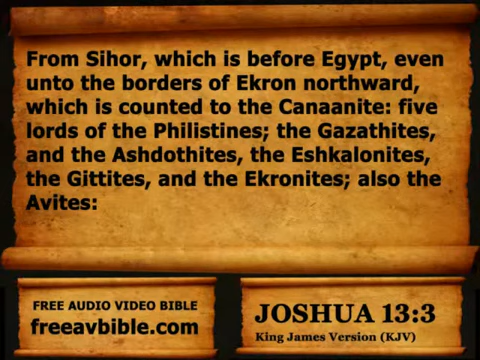 From Sihor, which is before Egypt, even
unto the borders of Ekron northward,
which is counted to the Canaanite: five
lords of the Philistines; the Gazathites,
and the Ashdothites, the Eshkalonites,
the Gittites, and the Ekronites; also the
Avites:
FREE AUDIO VIDEO BIBLE
freeavbible.com
JOSHUA 13:3
King James Version (KJV)